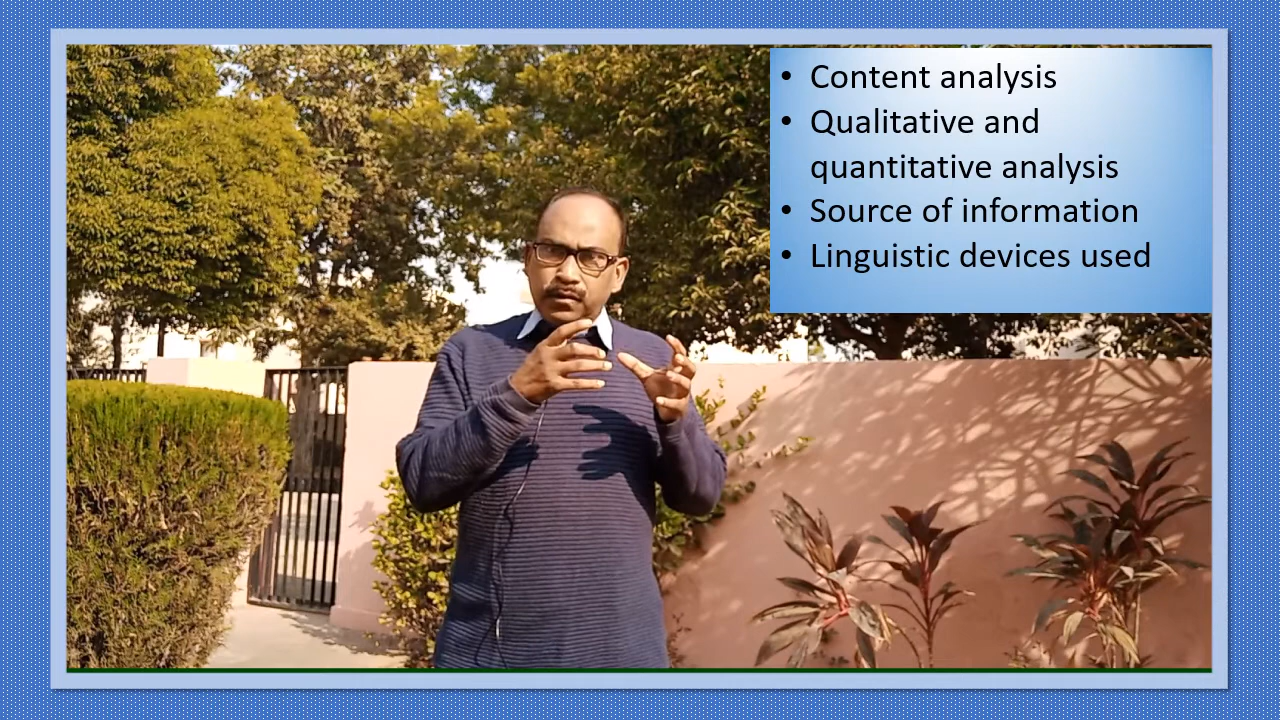 • Content analysis
• Qualitative and
quantitative analysis
• Source of information
• Linguistic devices used